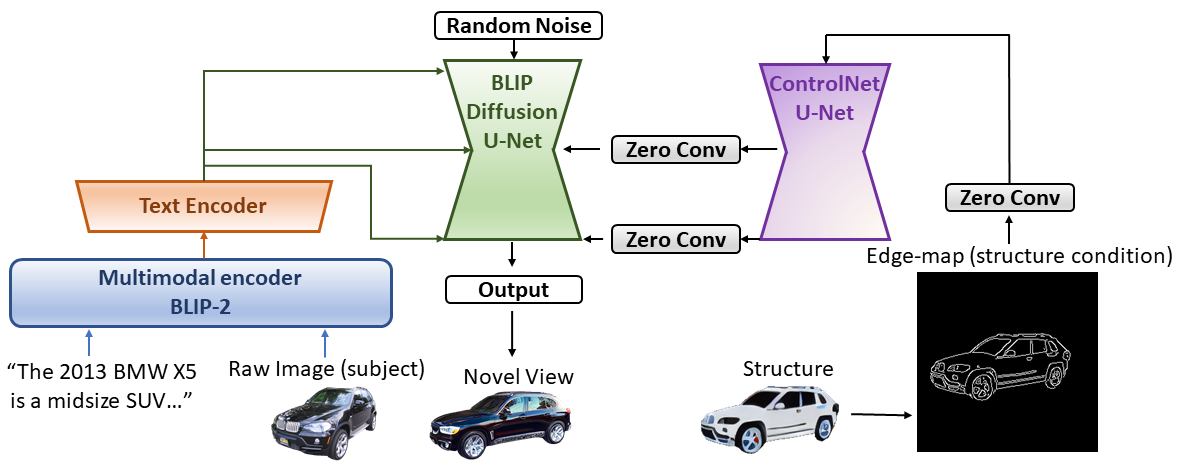 Random Noise
BLIP
Diffusion
U-Net
ControlNet
U-Net
Zero Conv
Zero Conv
Zero Conv
Text Encoder
Multimodal encoder
BLIP-2
Edge-map (structure condition)
Output
“The 2013 BMW X5
is a midsize SUV...”
Raw Image (subject)
Novel View
Structure